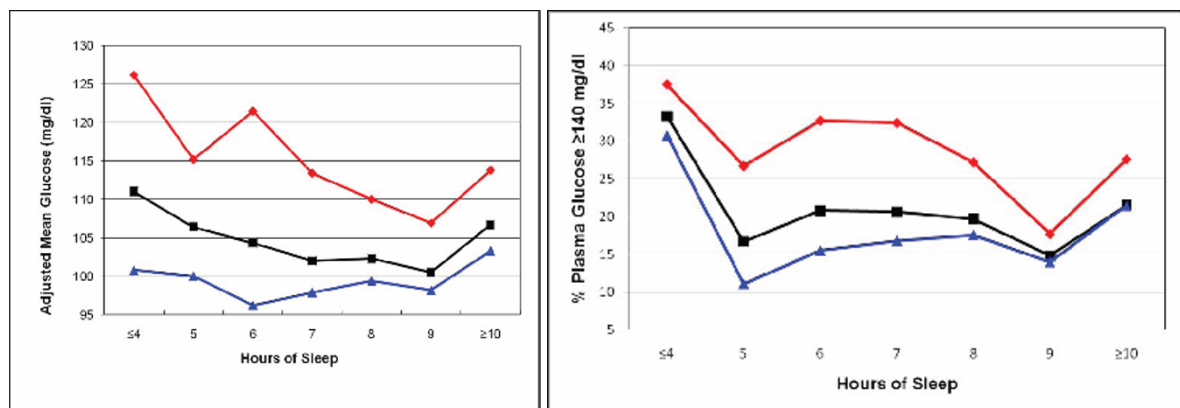 Adjusted Mean Glucose (mg/dl)
130
125
120
115
110
105
100
95
≤4 5 6 7 8 9 ≥10
Hours of Sleep
% Plasma Glucose ≥140 mg/dl
45
40
35
30
25
20
15
10
5
≤4 5 6 7 8 9 ≥10
Hours of Sleep